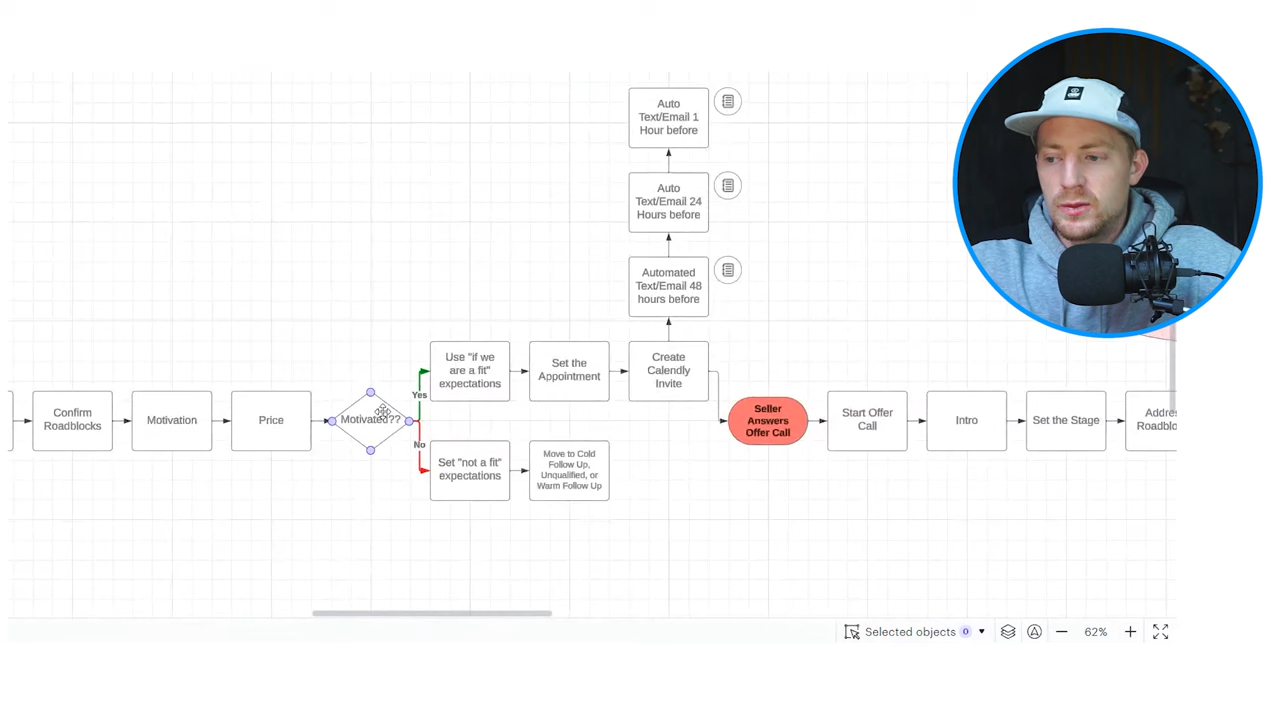 Auto
Text/Email 1
Hour before
Auto
Text/Email 24
Hours before
Automated
Text/Email 48
hours before
Use "if we
are a fit"
expectations
Set the
Appointment
Create
Calendly
Invite
Yes
Confirm
Roadblocks
Motivation
Price
Motivated??
Seller
Answers
Offer Call
Start Offer
Call
Intro
Set the Stage
Addre
Roadblo
No
Set "not a fit"
expectations
Move to Cold
Follow Up,
Unqualified, or
Warm Follow Up
Selected objects 0
62%